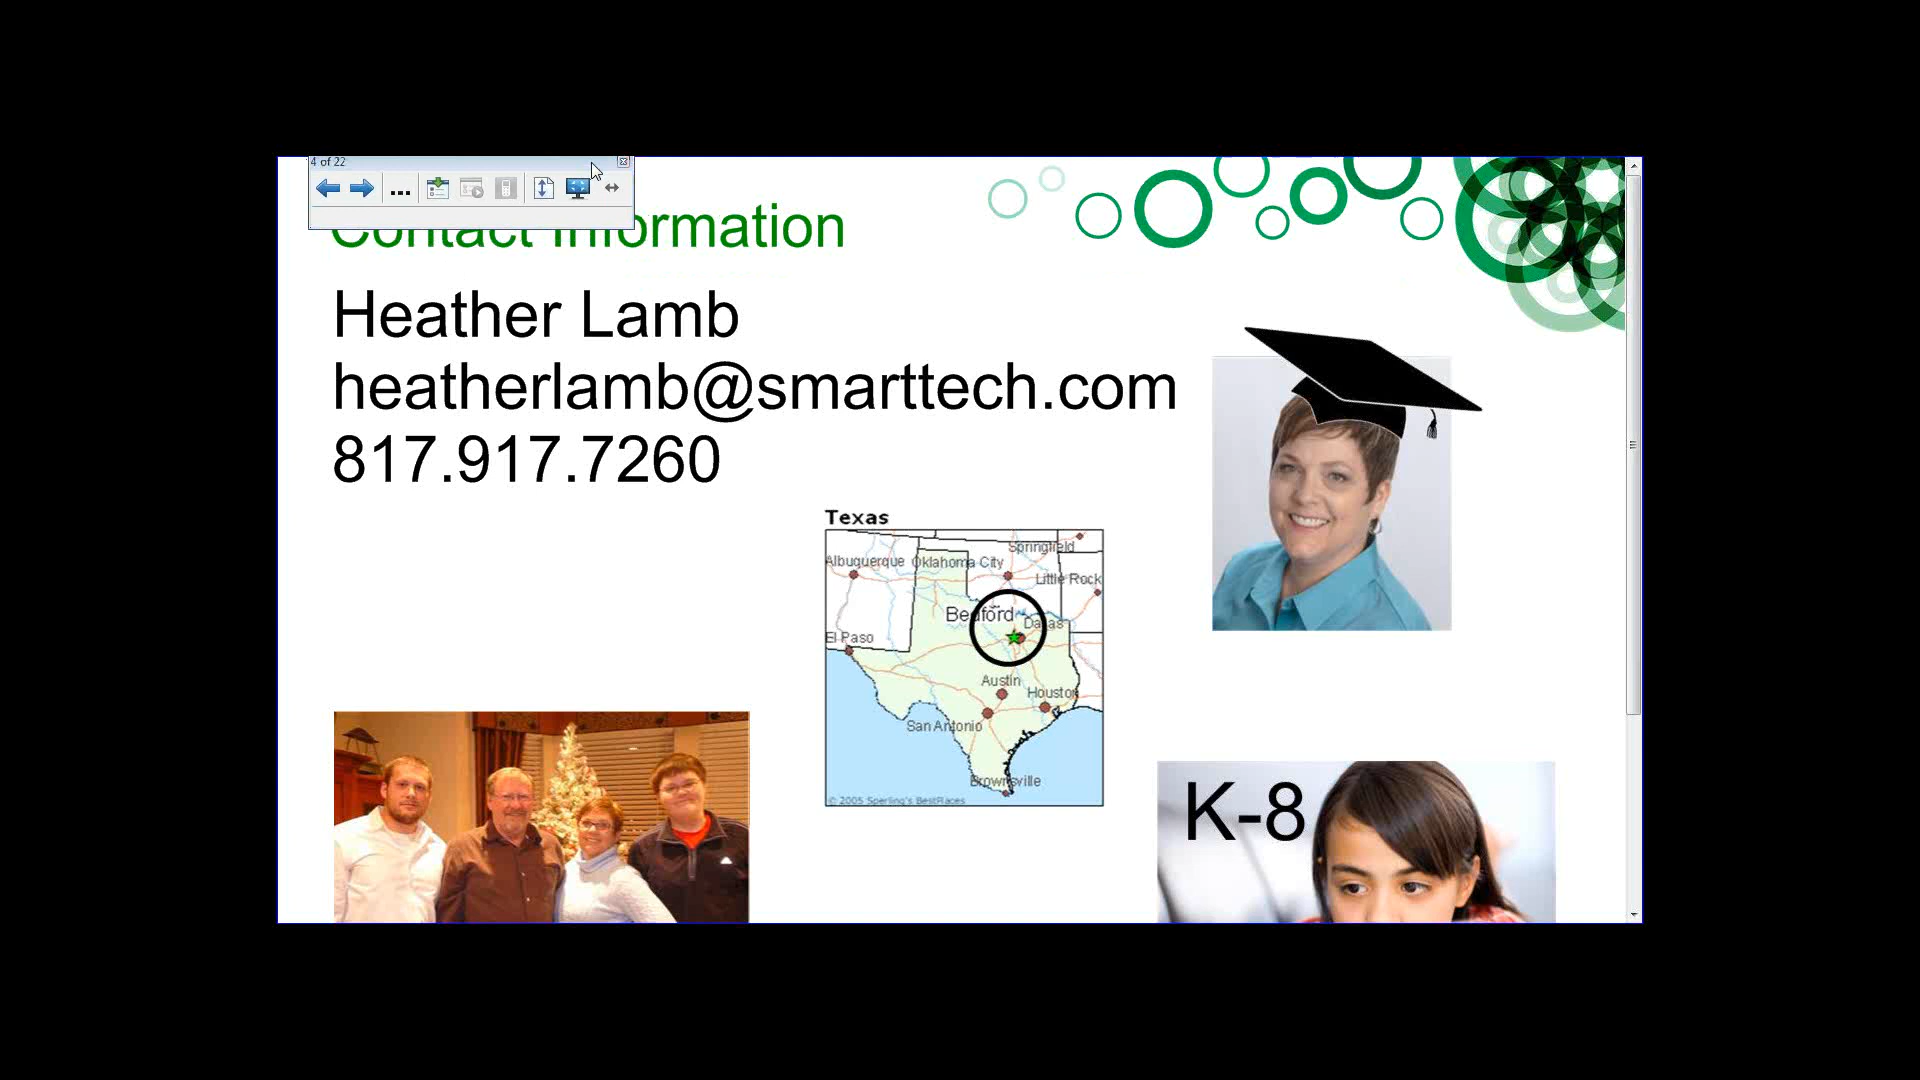 4 of 22
Contact Information
Heather Lamb
heatherlamb@smarttech.com
817.917.7260
Texas
Springfield
Albuquerque
Oklahoma City
Little Rock
Bedford
Dallas
El Paso
Austin
Houston
San Antonio
Brownsville
© 2005 Sperling's BestPlaces
K-8